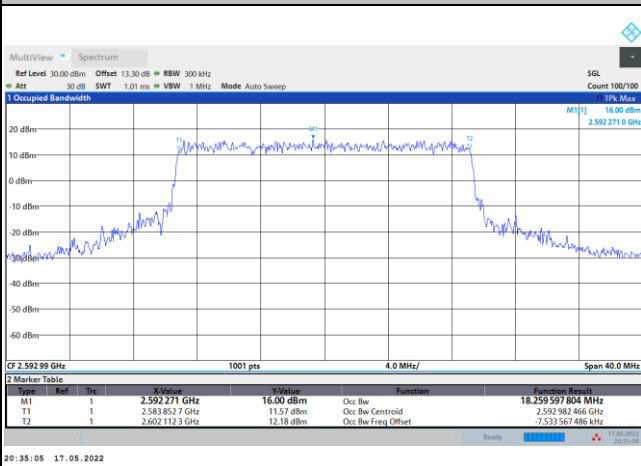 MultiView Spectrum
Ref Level 30.00 dBm Offset 13.30 dB RBW 300 kHz SGL
Att 30 dB SWT 1.01 ms VBW 1 MHz Mode Auto Sweep Count 100/100
1 Occupied Bandwidth 1Pk Max
M1[1] 16.00 dBm
2.592 271 0 GHz
20 dBm
T1 M1 T2
10 dBm
0 dBm
-10 dBm
-20 dBm
-30 dBm
-40 dBm
-50 dBm
-60 dBm
CF 2.592 99 GHz 1001 pts 4.0 MHz/ Span 40.0 MHz
2 Marker Table
Type Ref Trc X-Value Y-Value Function Function Result
M1 1 2.592 271 GHz 16.00 dBm Occ Bw 18.259 597 804 MHz
T1 1 2.583 852 7 GHz 11.57 dBm Occ Bw Centroid 2.592 982 466 GHz
T2 1 2.602 112 3 GHz 12.18 dBm Occ Bw Freq Offset -7.533 567 486 kHz
Ready 17.05.2022
20:35:04
20:35:05 17.05.2022